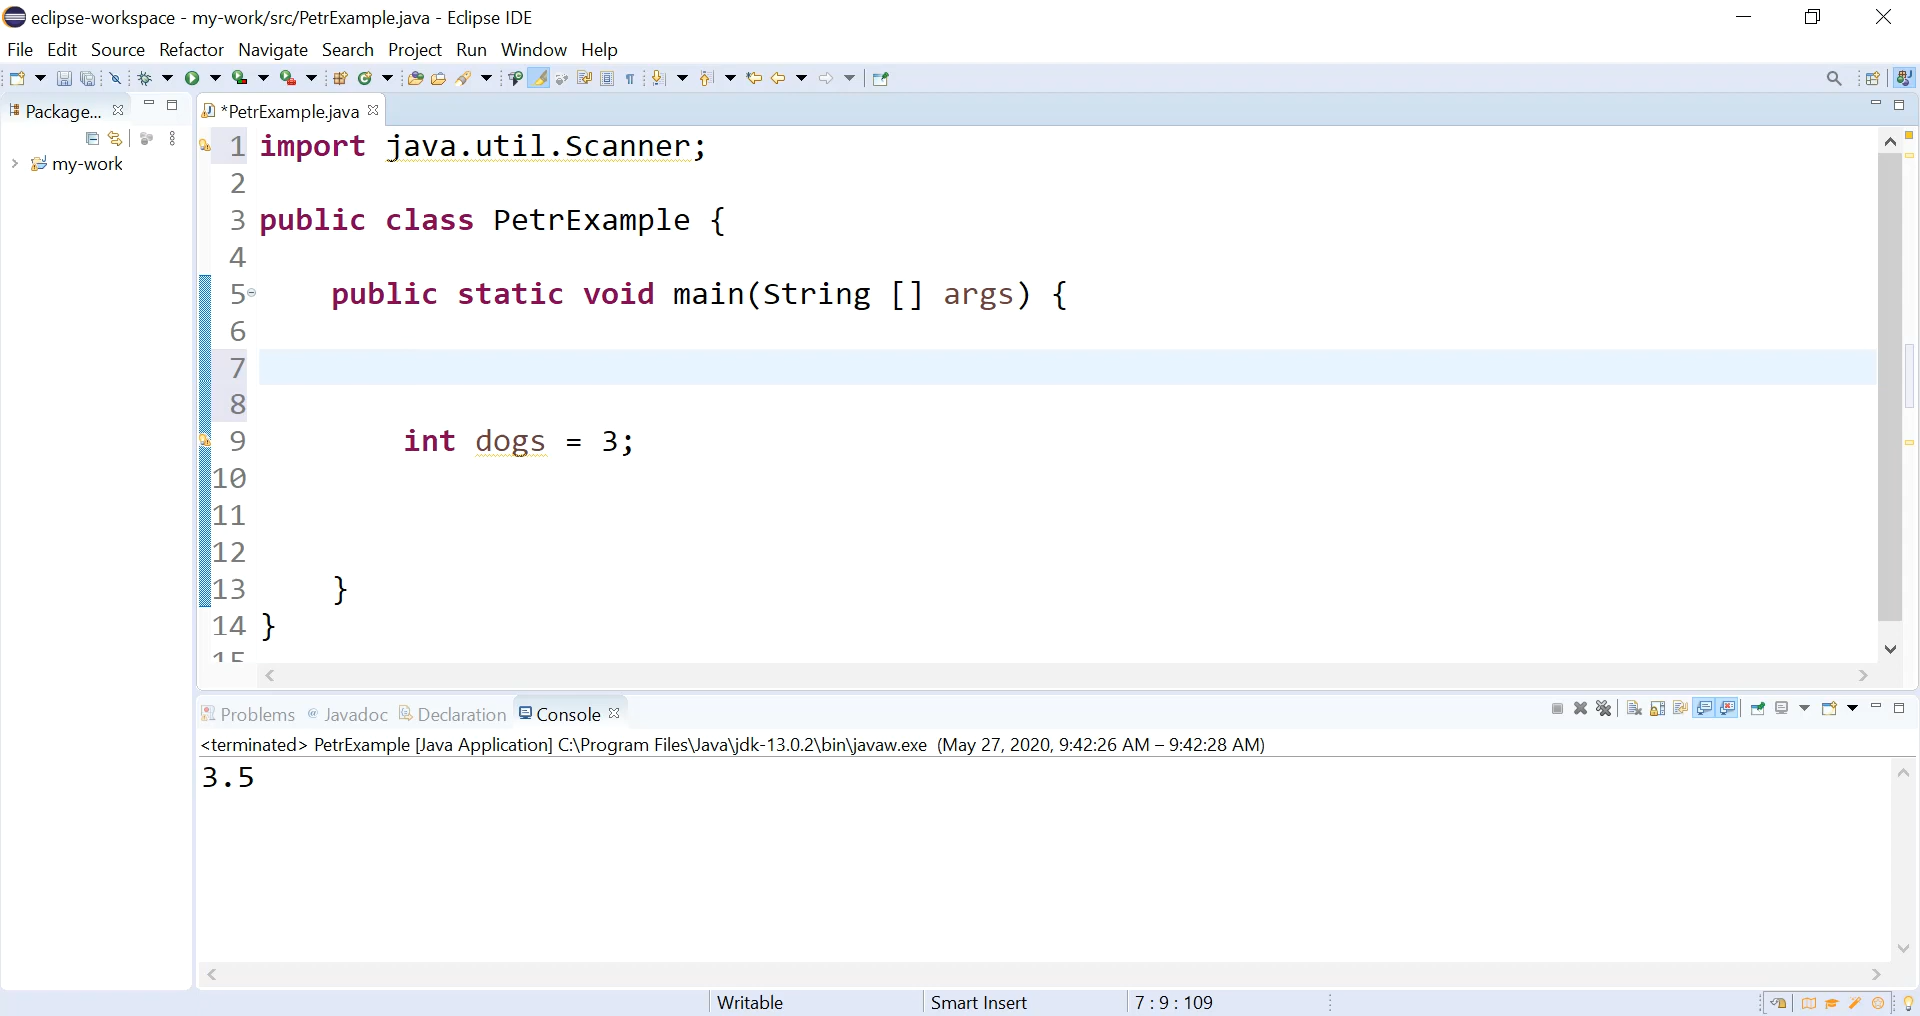 eclipse-workspace - my-work/src/PetrExample.java - Eclipse IDE
File Edit Source Refactor Navigate Search Project Run Window Help
Package...
my-work
*PetrExample.java
1 import java.util.Scanner;
2
3 public class PetrExample {
4
5 public static void main(String [] args) {
6
7
8
9 int dogs = 3;
10
11
12
13 }
14 }
15
Problems Javadoc Declaration Console
<terminated> PetrExample [Java Application] C:\Program Files\Java\jdk-13.0.2\bin\javaw.exe (May 27, 2020, 9:42:26 AM – 9:42:28 AM)
3.5
Writable Smart Insert 7 : 9 : 109